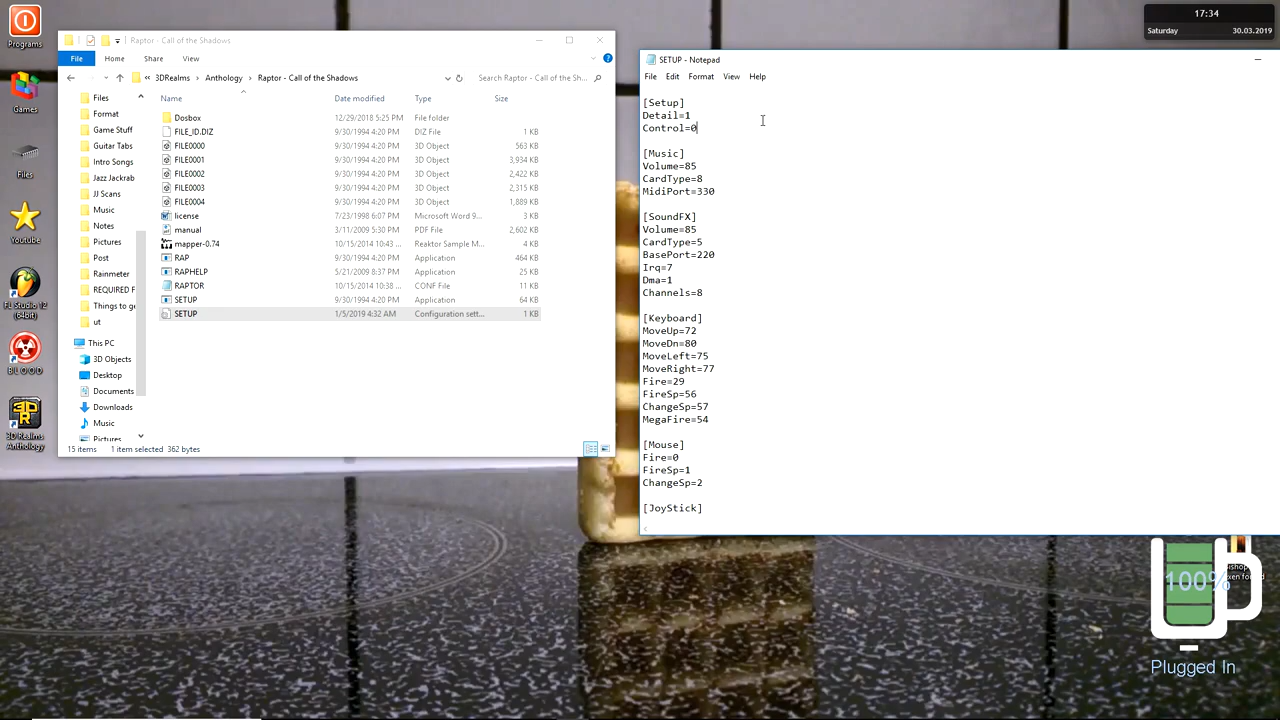 Programs
Games
Files
Youtube
FL Studio 12
(64bit)
B L O O D
3D Realms
Anthology
Raptor - Call of the Shadows
File
Home
Share
View
3DRealms
Anthology
Raptor - Call of the Shadows
Search Raptor - Call of the Sh...
Files
Format
Game Stuff
Guitar Tabs
Intro Songs
Jazz Jackrab
JJ Scans
Music
Notes
Pictures
Post
Rainmeter
REQUIRED F
Things to ge
ut
This PC
3D Objects
Desktop
Documents
Downloads
Music
Pictures
Name Date modified Type Size
Dosbox 12/29/2018 5:25 PM File folder
FILE_ID.DIZ 9/30/1994 4:20 PM DIZ File 1 KB
FILE0000 9/30/1994 4:20 PM 3D Object 563 KB
FILE0001 9/30/1994 4:20 PM 3D Object 3,934 KB
FILE0002 9/30/1994 4:20 PM 3D Object 2,422 KB
FILE0003 9/30/1994 4:20 PM 3D Object 2,315 KB
FILE0004 9/30/1994 4:20 PM 3D Object 1,889 KB
license 7/23/1998 6:07 PM Microsoft Word 9... 3 KB
manual 3/11/2009 5:30 PM PDF File 2,602 KB
mapper-0.74 10/15/2014 10:43 ... Reaktor Sample M... 4 KB
RAP 9/30/1994 4:20 PM Application 464 KB
RAPHELP 5/21/2009 8:37 PM Application 25 KB
RAPTOR 10/15/2014 10:38 ... CONF File 11 KB
SETUP 9/30/1994 4:20 PM Application 64 KB
SETUP 1/5/2019 4:32 AM Configuration sett... 1 KB
15 items 1 item selected 362 bytes
SETUP - Notepad
File Edit Format View Help
[Setup]
Detail=1
Control=0
[Music]
Volume=85
CardType=8
MidiPort=330
[SoundFX]
Volume=85
CardType=5
BasePort=220
Irq=7
Dma=1
Channels=8
[Keyboard]
MoveUp=72
MoveDn=80
MoveLeft=75
MoveRight=77
Fire=29
FireSp=56
ChangeSp=57
MegaFire=54
[Mouse]
Fire=0
FireSp=1
ChangeSp=2
[JoyStick]
17:34
Saturday 30.03.2019
100%
Plugged In